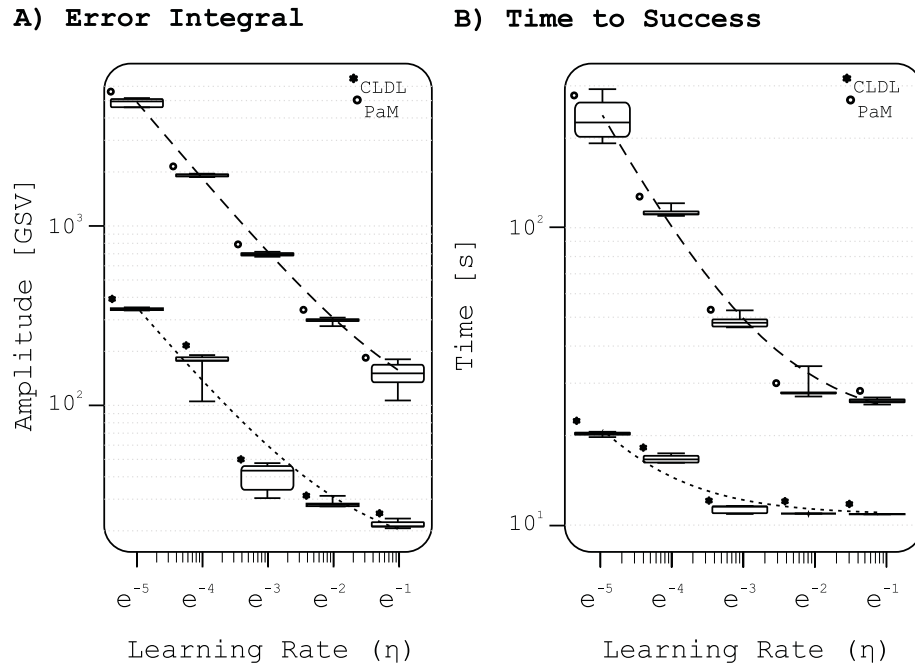 A) Error Integral
✱CLDL
o PaM
Amplitude [GSV]
10³
10²
e⁻⁵ e⁻⁴ e⁻³ e⁻² e⁻¹
Learning Rate (η)
B) Time to Success
✱CLDL
o PaM
Time [s]
10²
10¹
e⁻⁵ e⁻⁴ e⁻³ e⁻² e⁻¹
Learning Rate (η)